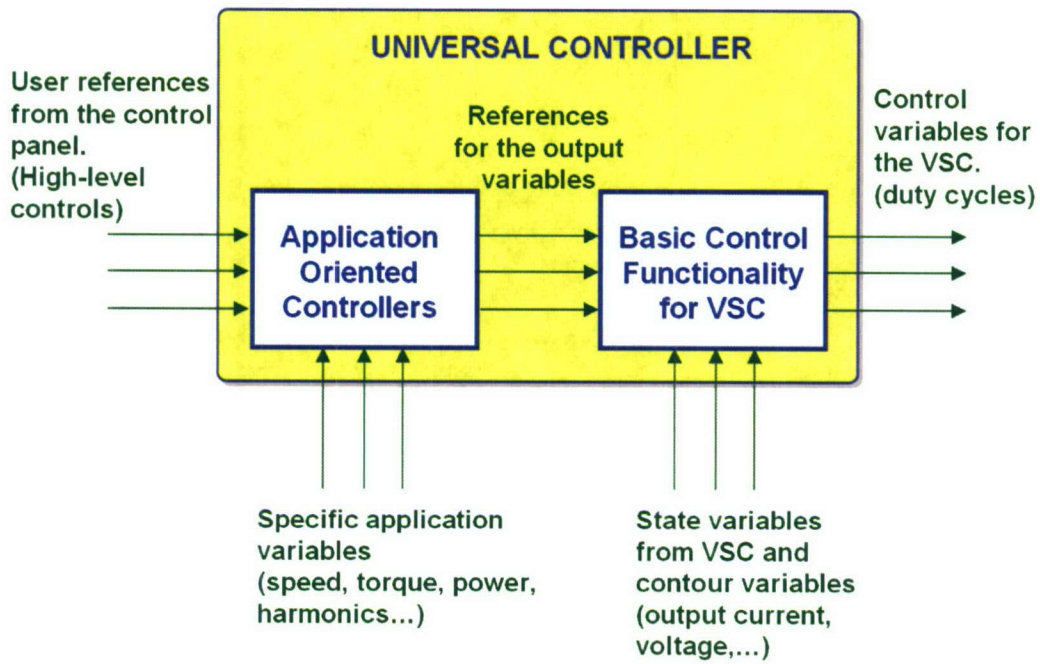 UNIVERSAL CONTROLLER
User references
from the control
panel.
(High-level
controls)
References
for the output
variables
Control
variables for
the VSC.
(duty cycles)
Application
Oriented
Controllers
Basic Control
Functionality
for VSC
Specific application
variables
(speed, torque, power,
harmonics...)
State variables
from VSC and
contour variables
(output current,
voltage,...)